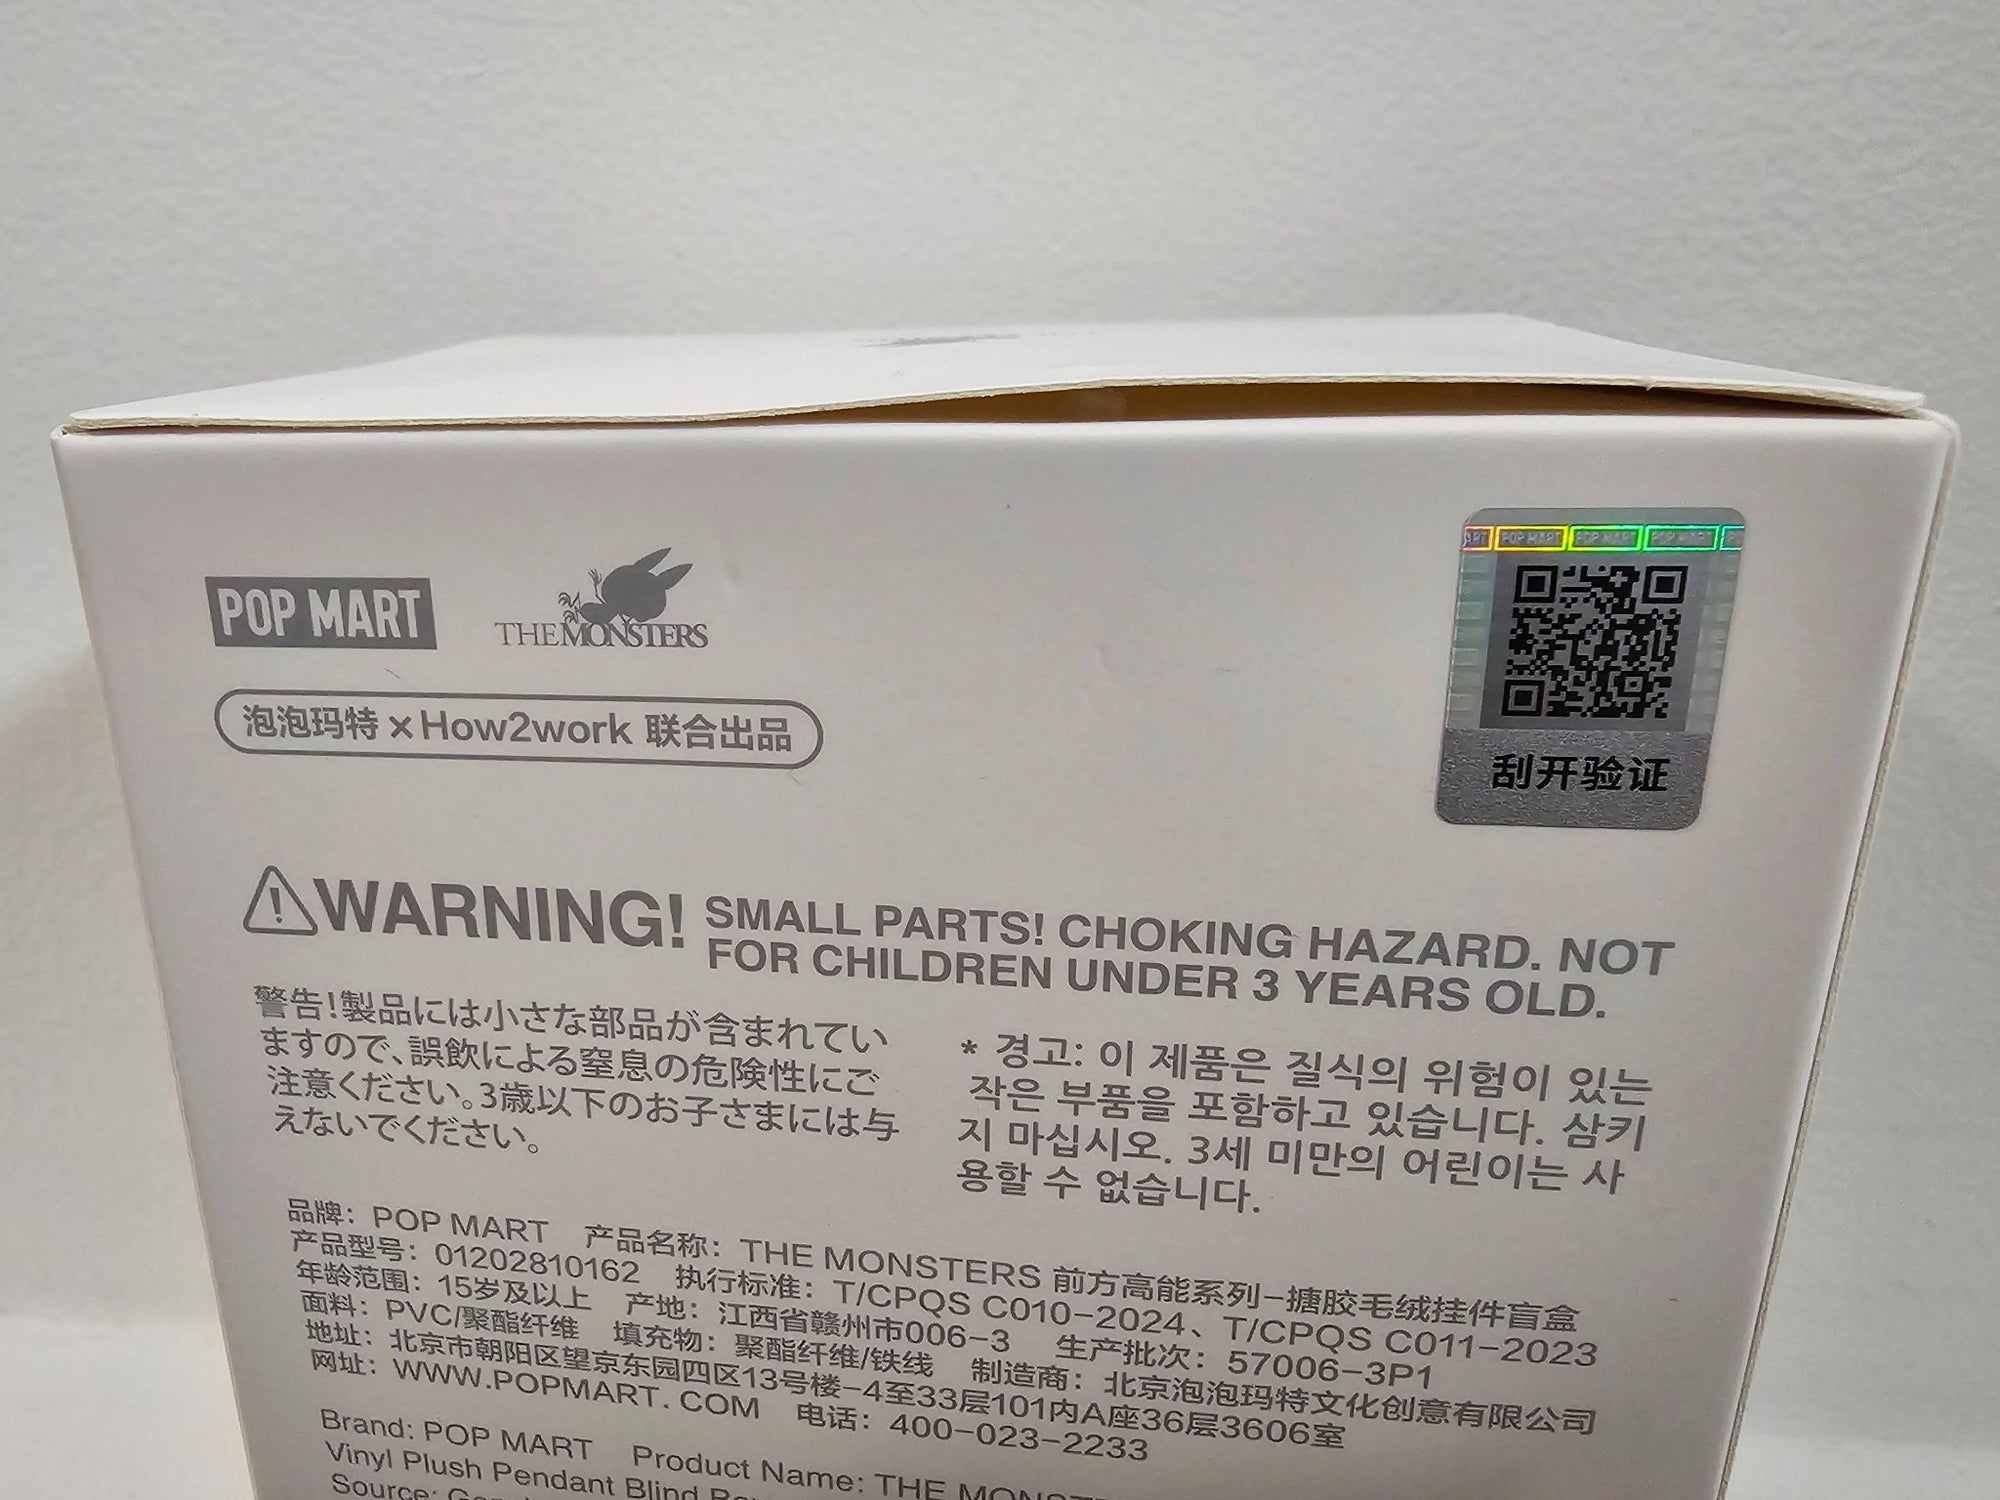 POP MART
THE MONSTERS
泡泡玛特 × How2work 联合出品
POP MART POP MART POP MART
刮开验证
WARNING! SMALL PARTS! CHOKING HAZARD. NOT
FOR CHILDREN UNDER 3 YEARS OLD.
警告!製品には小さな部品が含まれてい
ますので、誤飲による窒息の危険性にご
注意ください。3歳以下のお子さまには与
えないでください。
* 경고: 이 제품은 질식의 위험이 있는
작은 부품을 포함하고 있습니다. 삼키
지 마십시오. 3세 미만의 어린이는 사
용할 수 없습니다.
品牌：POP MART 产品名称：THE MONSTERS 前方高能系列-搪胶毛绒挂件盲盒
产品型号：01202810162 执行标准：T/CPQS C010-2024、T/CPQS C011-2023
年龄范围：15岁及以上 产地：江西省赣州市006-3 生产批次：57006-3P1
面料：PVC/聚酯纤维 填充物：聚酯纤维/铁线 制造商：北京泡泡玛特文化创意有限公司
地址：北京市朝阳区望京东园四区13号楼-4至33层101内A座36层3606室
网址：WWW.POPMART.COM 电话：400-023-2233
Brand: POP MART Product Name: THE
Vinyl Plush Pendant Blind
Source: